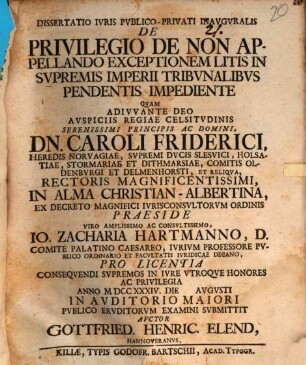 DISSERTATIO IVRIS PVBLICO-PRIVATI INAVGVRALIS
DE
PRIVILEGIO DE NON AP-
PELLANDO EXCEPTIONEM LITIS IN
SVPREMIS IMPERII TRIBVNALIBVS
PENDENTIS IMPEDIENTE
QVAM
ADIVVANTE DEO
AVSPICIIS REGIAE CELSITVDINIS
SERENISSIMI PRINCIPIS AC DOMINI,
DN. CAROLI FRIDERICI,
HEREDIS NORVAGIAE, SVPREMI DVCIS SLESVICI, HOLSA-
TIAE, STORMARIAE ET DITHMARSIAE, COMITIS OL-
DENBVRGI ET DELMENHORSTI, ET RELIQVA,
RECTORIS MAGNIFICENTISSIMI,
IN ALMA CHRISTIAN-ALBERTINA,
EX DECRETO MAGNIFICI IVRISCONSVLTORVM ORDINIS
PRAESIDE
VIRO AMPLISSIMO AC CONSVLTISSIMO,
IO. ZACHARIA HARTMANNO, D.
COMITE PALATINO CAESAREO, IVRIVM PROFESSORE PV-
BLICO ORDINARIO ET FACVLTATIS IVRIDICAE DECANO,
PRO LICENTIA
CONSEQVENDI SVPREMOS IN IVRE VTROQVE HONORES
AC PRIVILEGIA
ANNO MDCCXXXIV. DIE AVGVSTI
IN AVDITORIO MAIORI
PVBLICO ERVDITORVM EXAMINI SVBMITTIT
AVCTOR
GOTTFRIED. HENRIC. ELEND,
HANNOVERANVS,
KILIAE, TYPIS GODOFR. BARTSCHII, ACAD. TYPOGR.